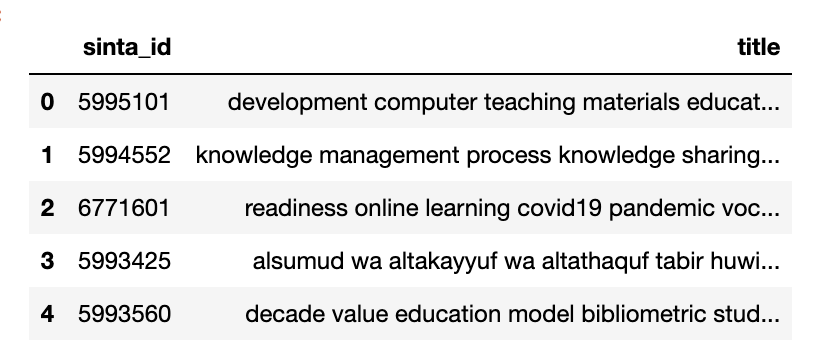 sinta_id title
0 5995101 development computer teaching materials educat...
1 5994552 knowledge management process knowledge sharing...
2 6771601 readiness online learning covid19 pandemic voc...
3 5993425 alsumud wa altakayyuf wa altathaquf tabir huwi...
4 5993560 decade value education model bibliometric stud...